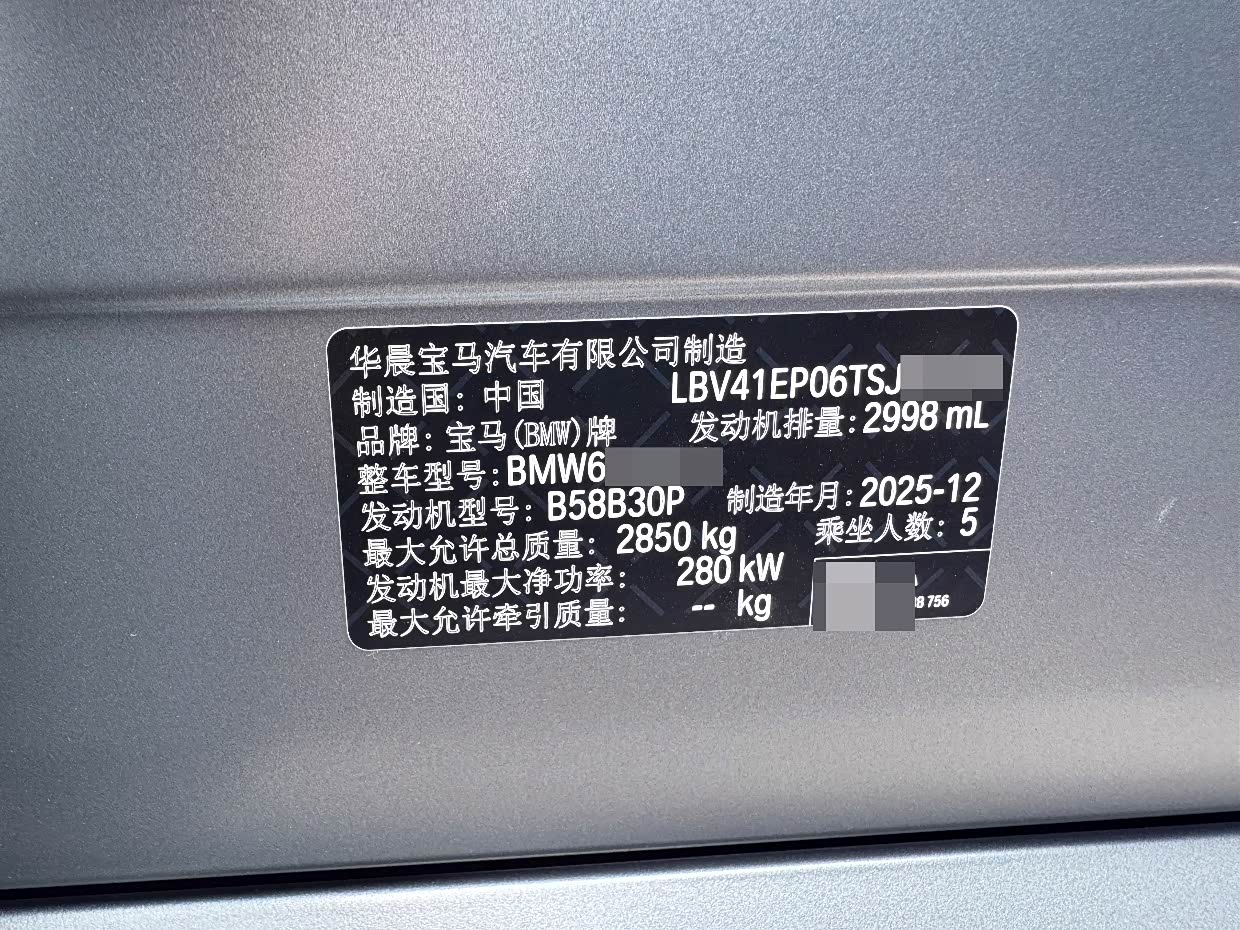 华晨宝马汽车有限公司制造
制造国：中国 LBV41EP06TSJ
品牌：宝马(BMW)牌 发动机排量：2998 mL
整车型号：BMW6
发动机型号：B58B30P 制造年月：2025-12
最大允许总质量：2850 kg 乘坐人数：5
发动机最大净功率：280 kW
最大允许牵引质量：-- kg
8 756